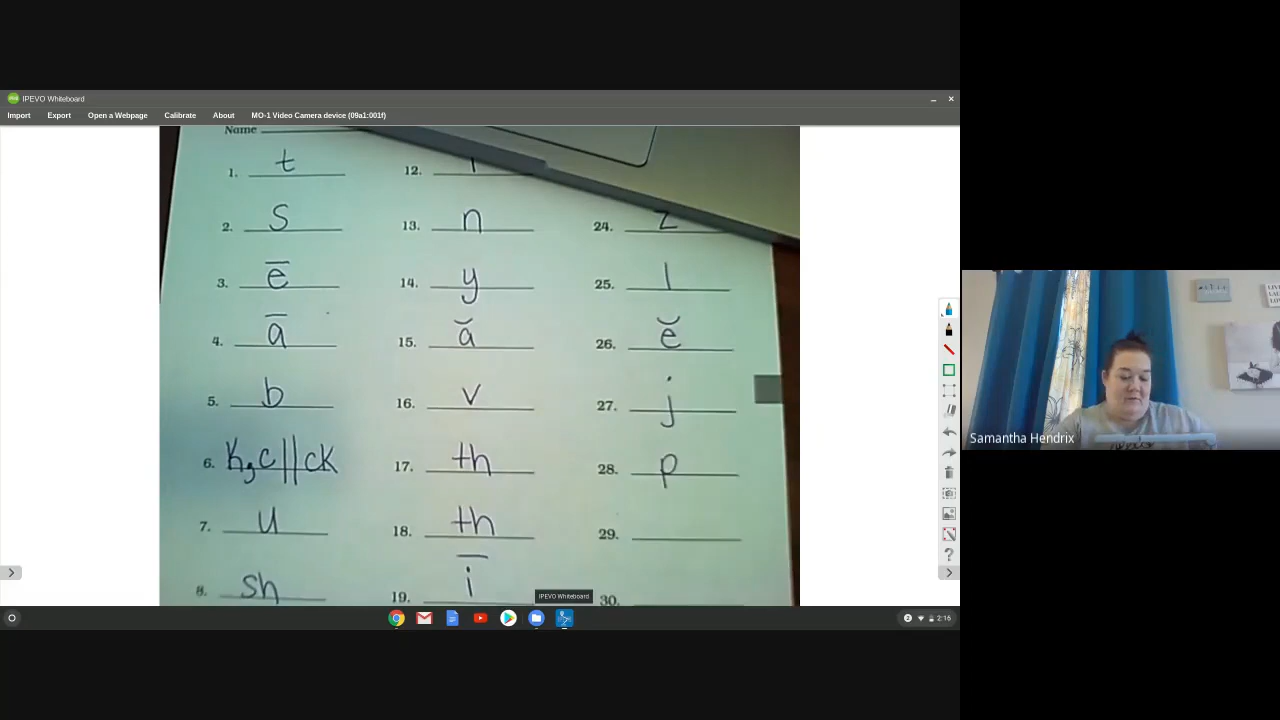 IPEVO Whiteboard
Import Export Open a Webpage Calibrate About MO-1 Video Camera device (09a1:001f)
Name
1. t
2. s
3. ē
4. ā
5. b
6. k, c || ck
7. u
8. sh
12.
13. n
14. y
15. ă
16. v
17. th
18. th
19. ī
24. z
25. l
26. ĕ
27. j
28. p
29.
30.
IPEVO Whiteboard
2:16
Samantha Hendrix